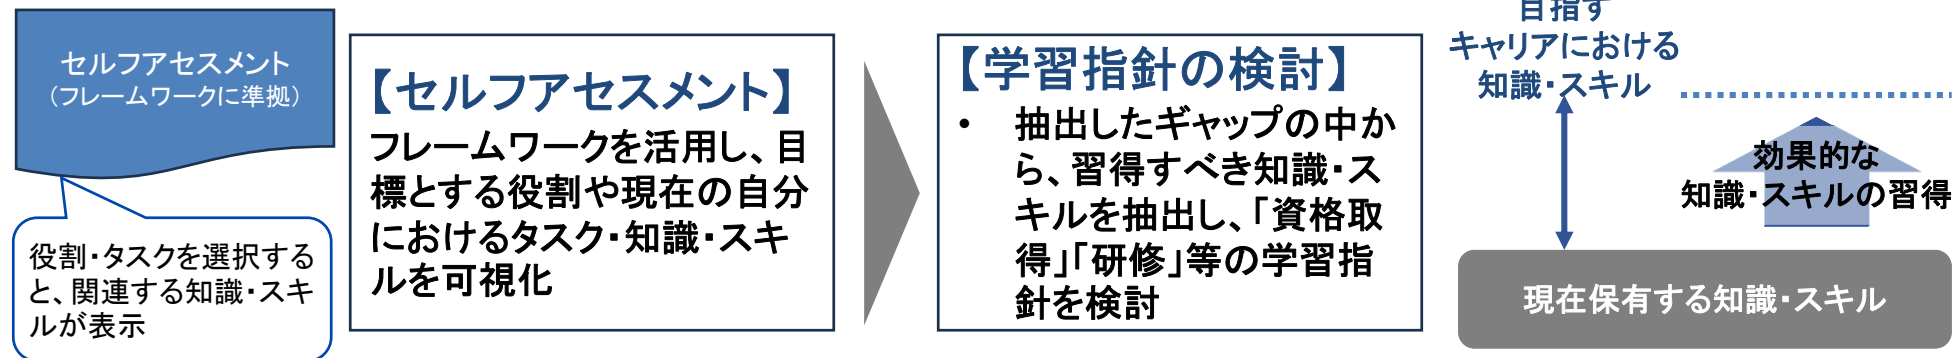 セルフアセスメント
（フレームワークに準拠）
役割・タスクを選択する
と、関連する知識・スキ
ルが表示
【セルフアセスメント】
フレームワークを活用し、目
標とする役割や現在の自分
におけるタスク・知識・スキ
ルを可視化
【学習指針の検討】
• 抽出したギャップの中か
ら、習得すべき知識・ス
キルを抽出し、「資格取
得」「研修」等の学習指
針を検討
目指す
キャリアにおける
知識・スキル
効果的な
知識・スキルの習得
現在保有する知識・スキル